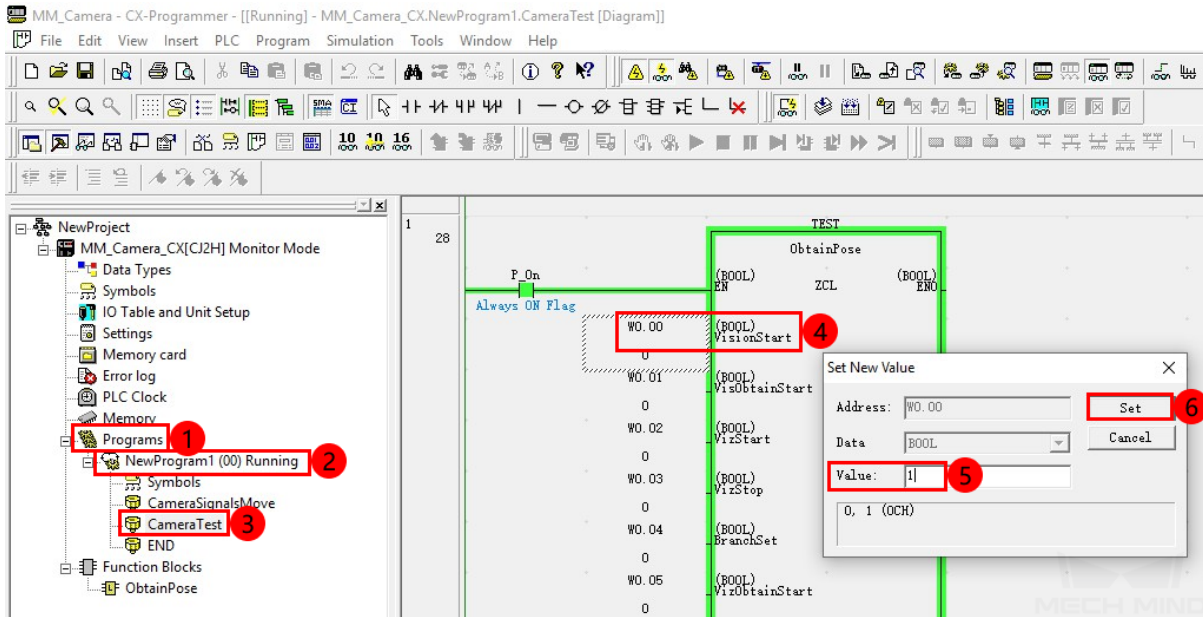 MM_Camera - CX-Programmer - [[Running] - MM_Camera_CX.NewProgram1.CameraTest [Diagram]]
File Edit View Insert PLC Program Simulation Tools Window Help
SMA
CT
10 10 16
NewProject
MM_Camera_CX[CJ2H] Monitor Mode
Data Types
Symbols
IO Table and Unit Setup
Settings
Memory card
Error log
PLC Clock
Memory
Programs 1
NewProgram1 (00) Running 2
Symbols
CameraSignalsMove
CameraTest 3
END
Function Blocks
ObtainPose
1
28
TEST
ObtainPose
P_On
Always ON Flag
(BOOL)
EN
ZCL
(BOOL)
ENO
W0.00
0
(BOOL)
VisionStart
4
W0.01
0
(BOOL)
VisObtainStart
W0.02
0
(BOOL)
VizStart
W0.03
0
(BOOL)
VizStop
W0.04
0
(BOOL)
BranchSet
W0.05
0
(BOOL)
VizObtainStart
Set New Value
Address: W0.00
Set 6
Data BOOL
Cancel
Value: 1 5
0, 1 (0CH)
MECH MIND